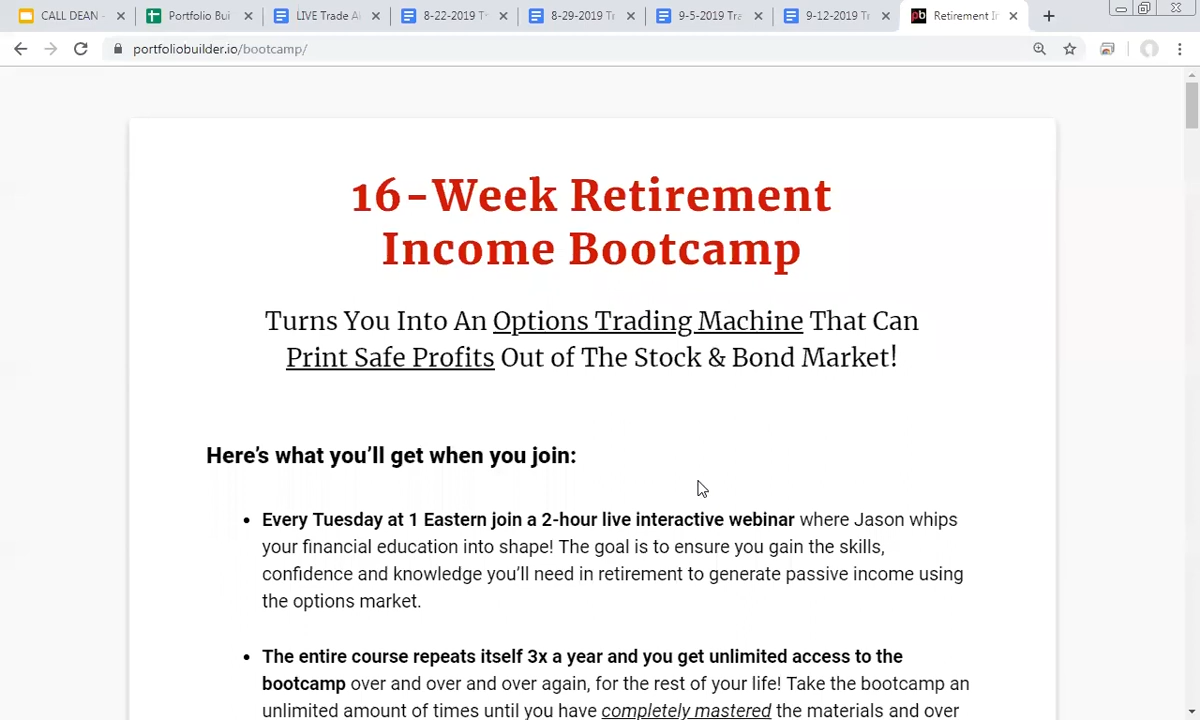 CALL DEAN -
Portfolio Bui
LIVE Trade Al
8-22-2019 T
8-29-2019 Tr
9-5-2019 Tra
9-12-2019 Tr
pb Retirement In
portfoliobuilder.io/bootcamp/
16-Week Retirement
Income Bootcamp
Turns You Into An Options Trading Machine That Can
Print Safe Profits Out of The Stock & Bond Market!
Here's what you'll get when you join:
• Every Tuesday at 1 Eastern join a 2-hour live interactive webinar where Jason whips
your financial education into shape! The goal is to ensure you gain the skills,
confidence and knowledge you'll need in retirement to generate passive income using
the options market.
• The entire course repeats itself 3x a year and you get unlimited access to the
bootcamp over and over and over again, for the rest of your life! Take the bootcamp an
unlimited amount of times until you have completely mastered the materials and over